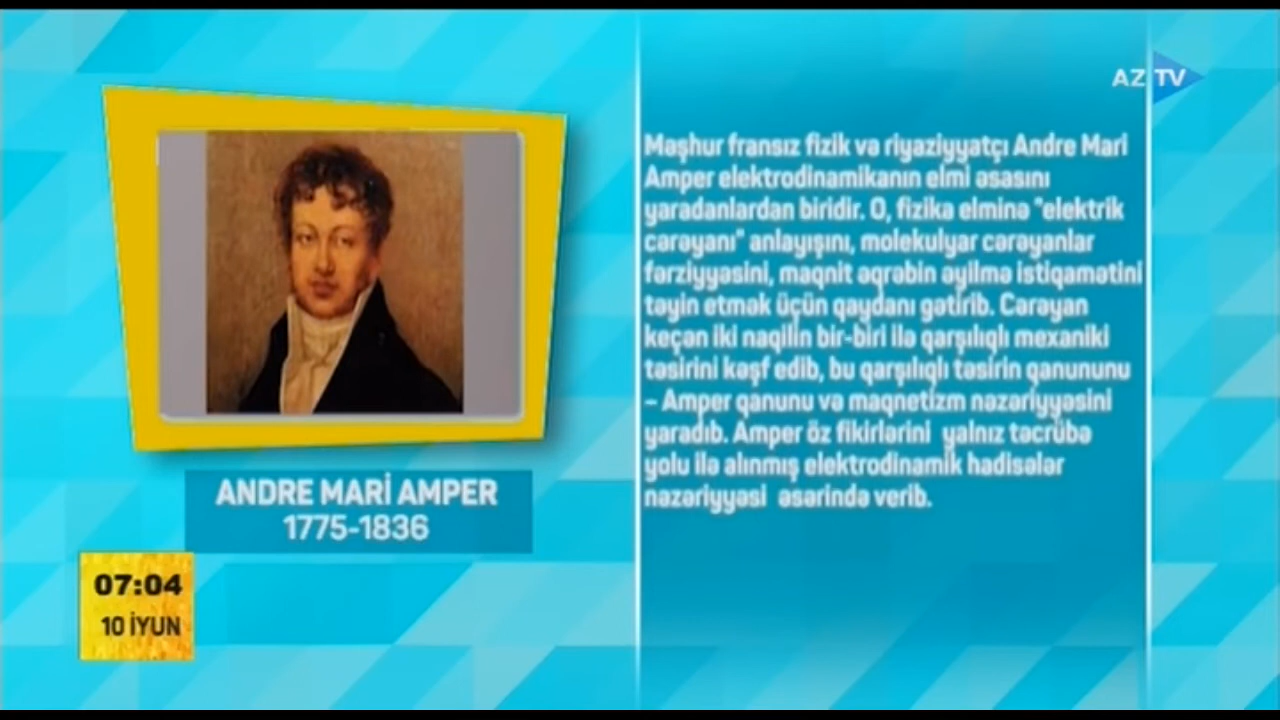 AZ TV
Məşhur fransız fizik və riyaziyyatçı Andre Mari
Amper elektrodinamikanın elmi əsasını
yaradanlardan biridir. O, fizika elminə "elektrik
cərəyanı" anlayışını, molekulyar cərəyanlar
fərziyyəsini, maqnit əqrəbin əyilmə istiqamətini
təyin etmək üçün qaydanı gətirib. Cərəyan
keçən iki naqilin bir-biri ilə qarşılıqlı mexaniki
təsirini kəşf edib, bu qarşılıqlı təsirin qanununu
– Amper qanunu və maqnetizm nəzəriyyəsini
yaradıb. Amper öz fikirlərini yalnız təcrübə
yolu ilə alınmış elektrodinamik hadisələr
nəzəriyyəsi əsərində verib.
ANDRE MARİ AMPER
1775-1836
07:04
10 İYUN